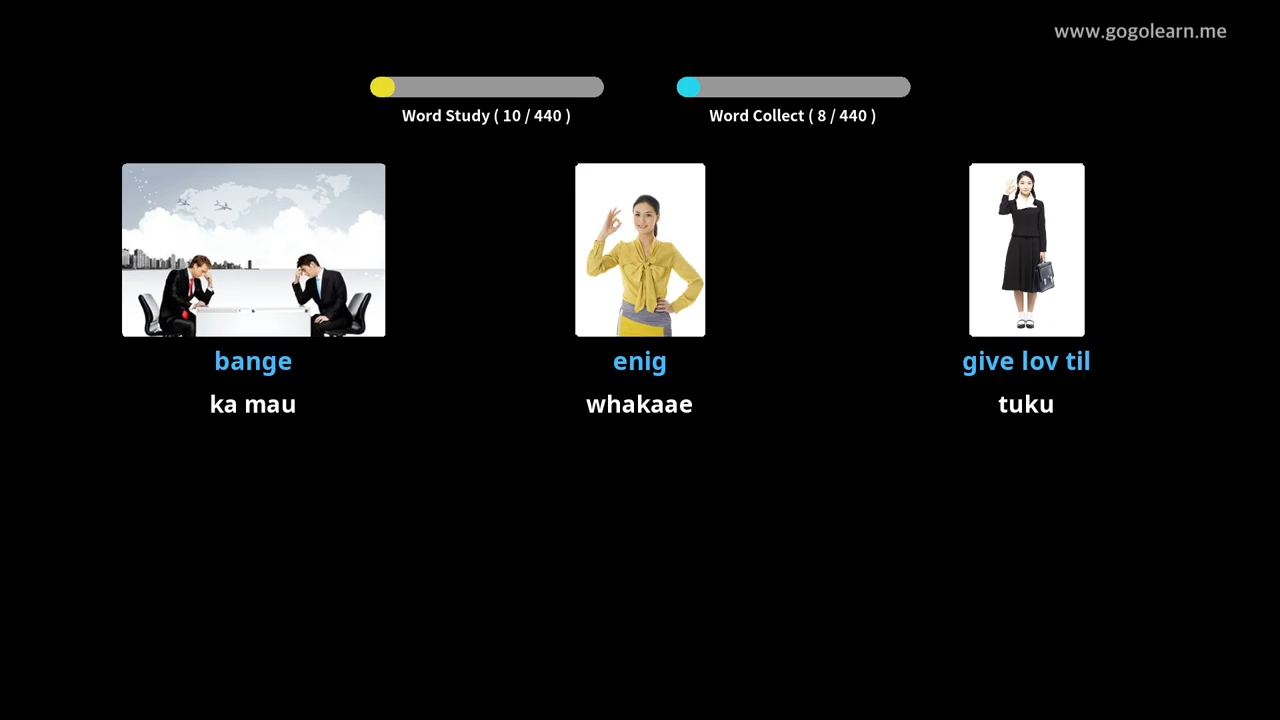 www.gogolearn.me
Word Study ( 10 / 440 )
Word Collect ( 8 / 440 )
bange
enig
give lov til
ka mau
whakaae
tuku